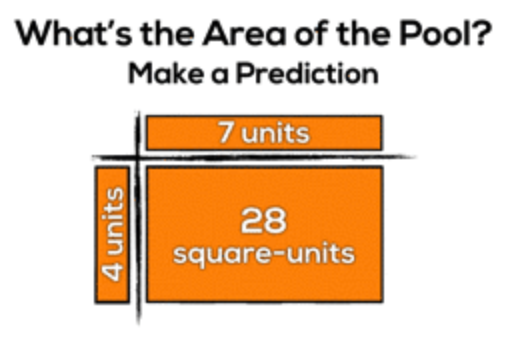 What's the Area of the Pool?
Make a Prediction
7 units
4 units
28
square-units